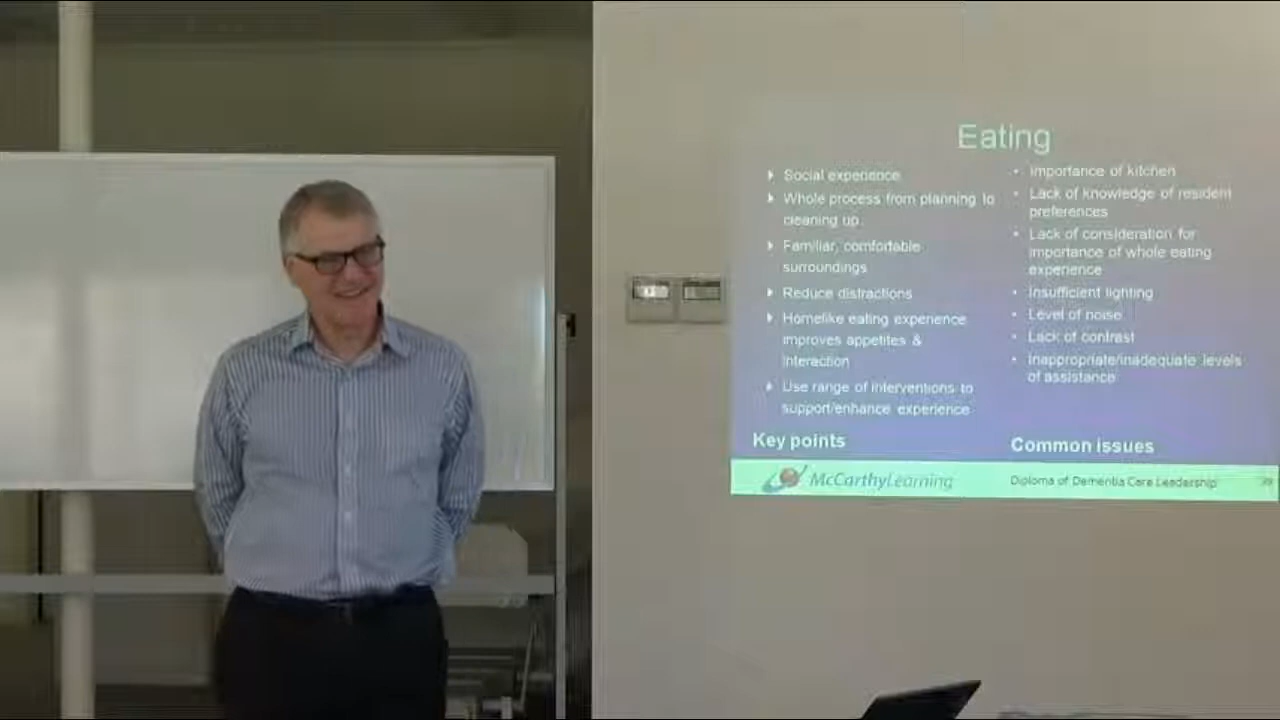 Eating
Social experience
Whole process from planning to
cleaning up
Familiar, comfortable
surroundings
Reduce distractions
Homelike eating experience
improves appetites &
interaction
Use range of interventions to
support/enhance experience
Key points
Importance of kitchen
Lack of knowledge of resident
preferences
Lack of consideration for
importance of whole eating
experience
Insufficient lighting
Level of noise
Lack of contrast
Inappropriate/inadequate levels
of assistance
Common issues
McCarthyLearning
Diploma of Dementia Care Leadership